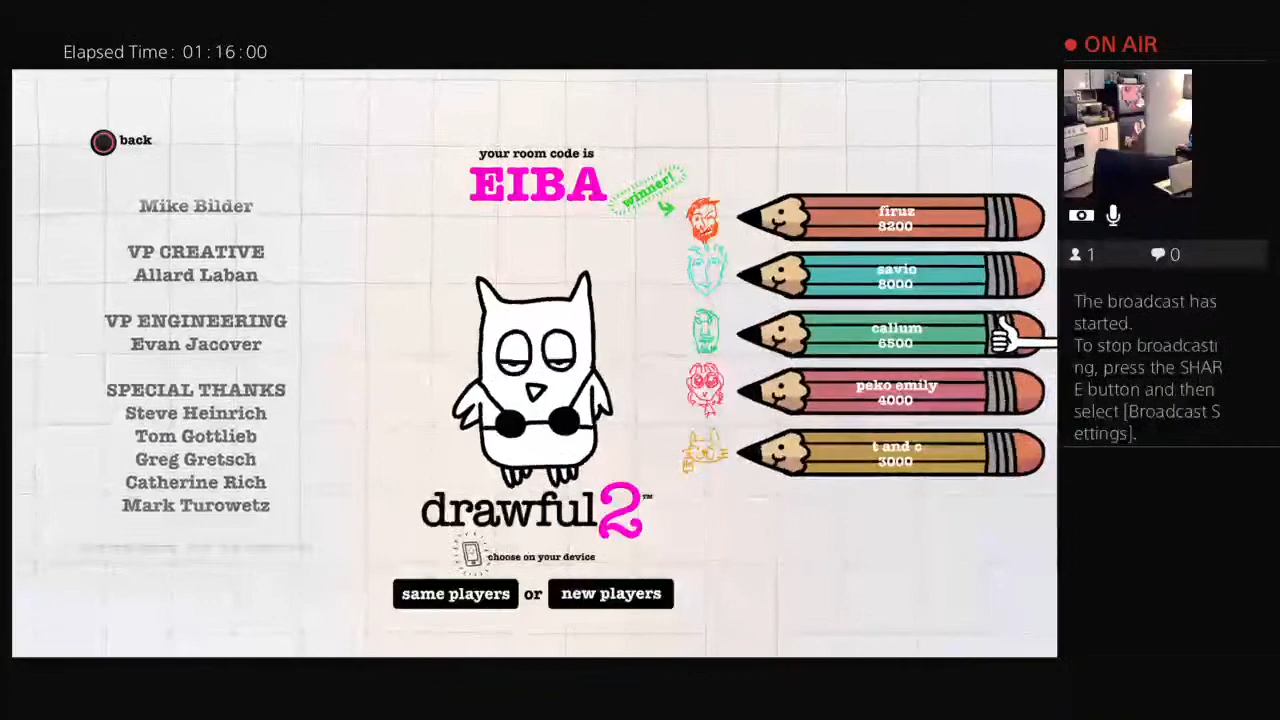 Elapsed Time: 01:16:00
ON AIR
back
your room code is
EIBA
winner!
Mike Bilder
VP CREATIVE
Allard Laban
VP ENGINEERING
Evan Jacover
SPECIAL THANKS
Steve Heinrich
Tom Gottlieb
Greg Gretsch
Catherine Rich
Mark Turowetz
firuz
8200
savio
8000
callum
6500
peko emily
4000
t and c
3000
drawful 2™
choose on your device
same players or new players
1 0
The broadcast has
started.
To stop broadcasti
ng, press the SHAR
E button and then
select [Broadcast S
ettings].